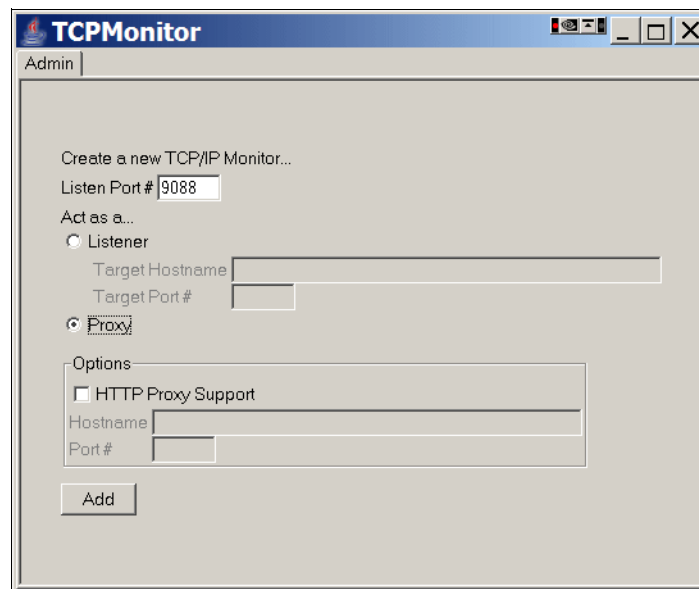 TCPMonitor
Admin
Create a new TCP/IP Monitor...
Listen Port # 9088
Act as a...
Listener
Target Hostname
Target Port #
Proxy
Options
HTTP Proxy Support
Hostname
Port #
Add